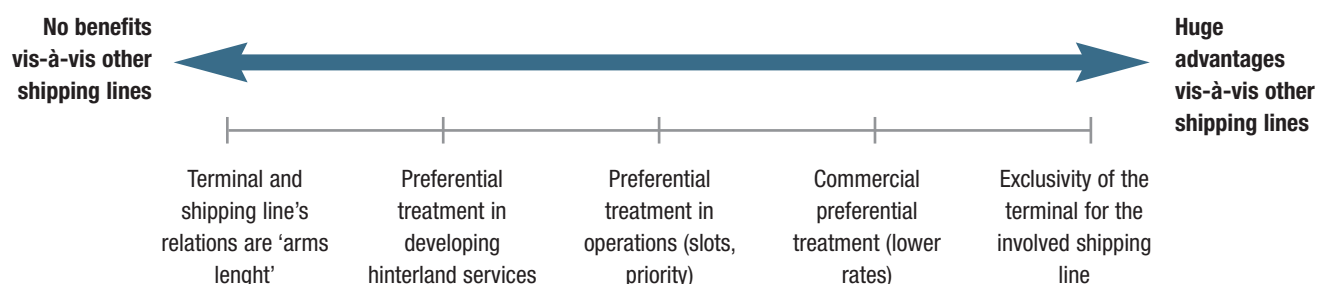 No benefits
vis-à-vis other
shipping lines
Huge
advantages
vis-à-vis other
shipping lines
Terminal and
shipping line’s
relations are ‘arms
lenght’
Preferential
treatment in
developing
hinterland services
Preferential
treatment in
operations (slots,
priority)
Commercial
preferential
treatment (lower
rates)
Exclusivity of the
terminal for the
involved shipping
line